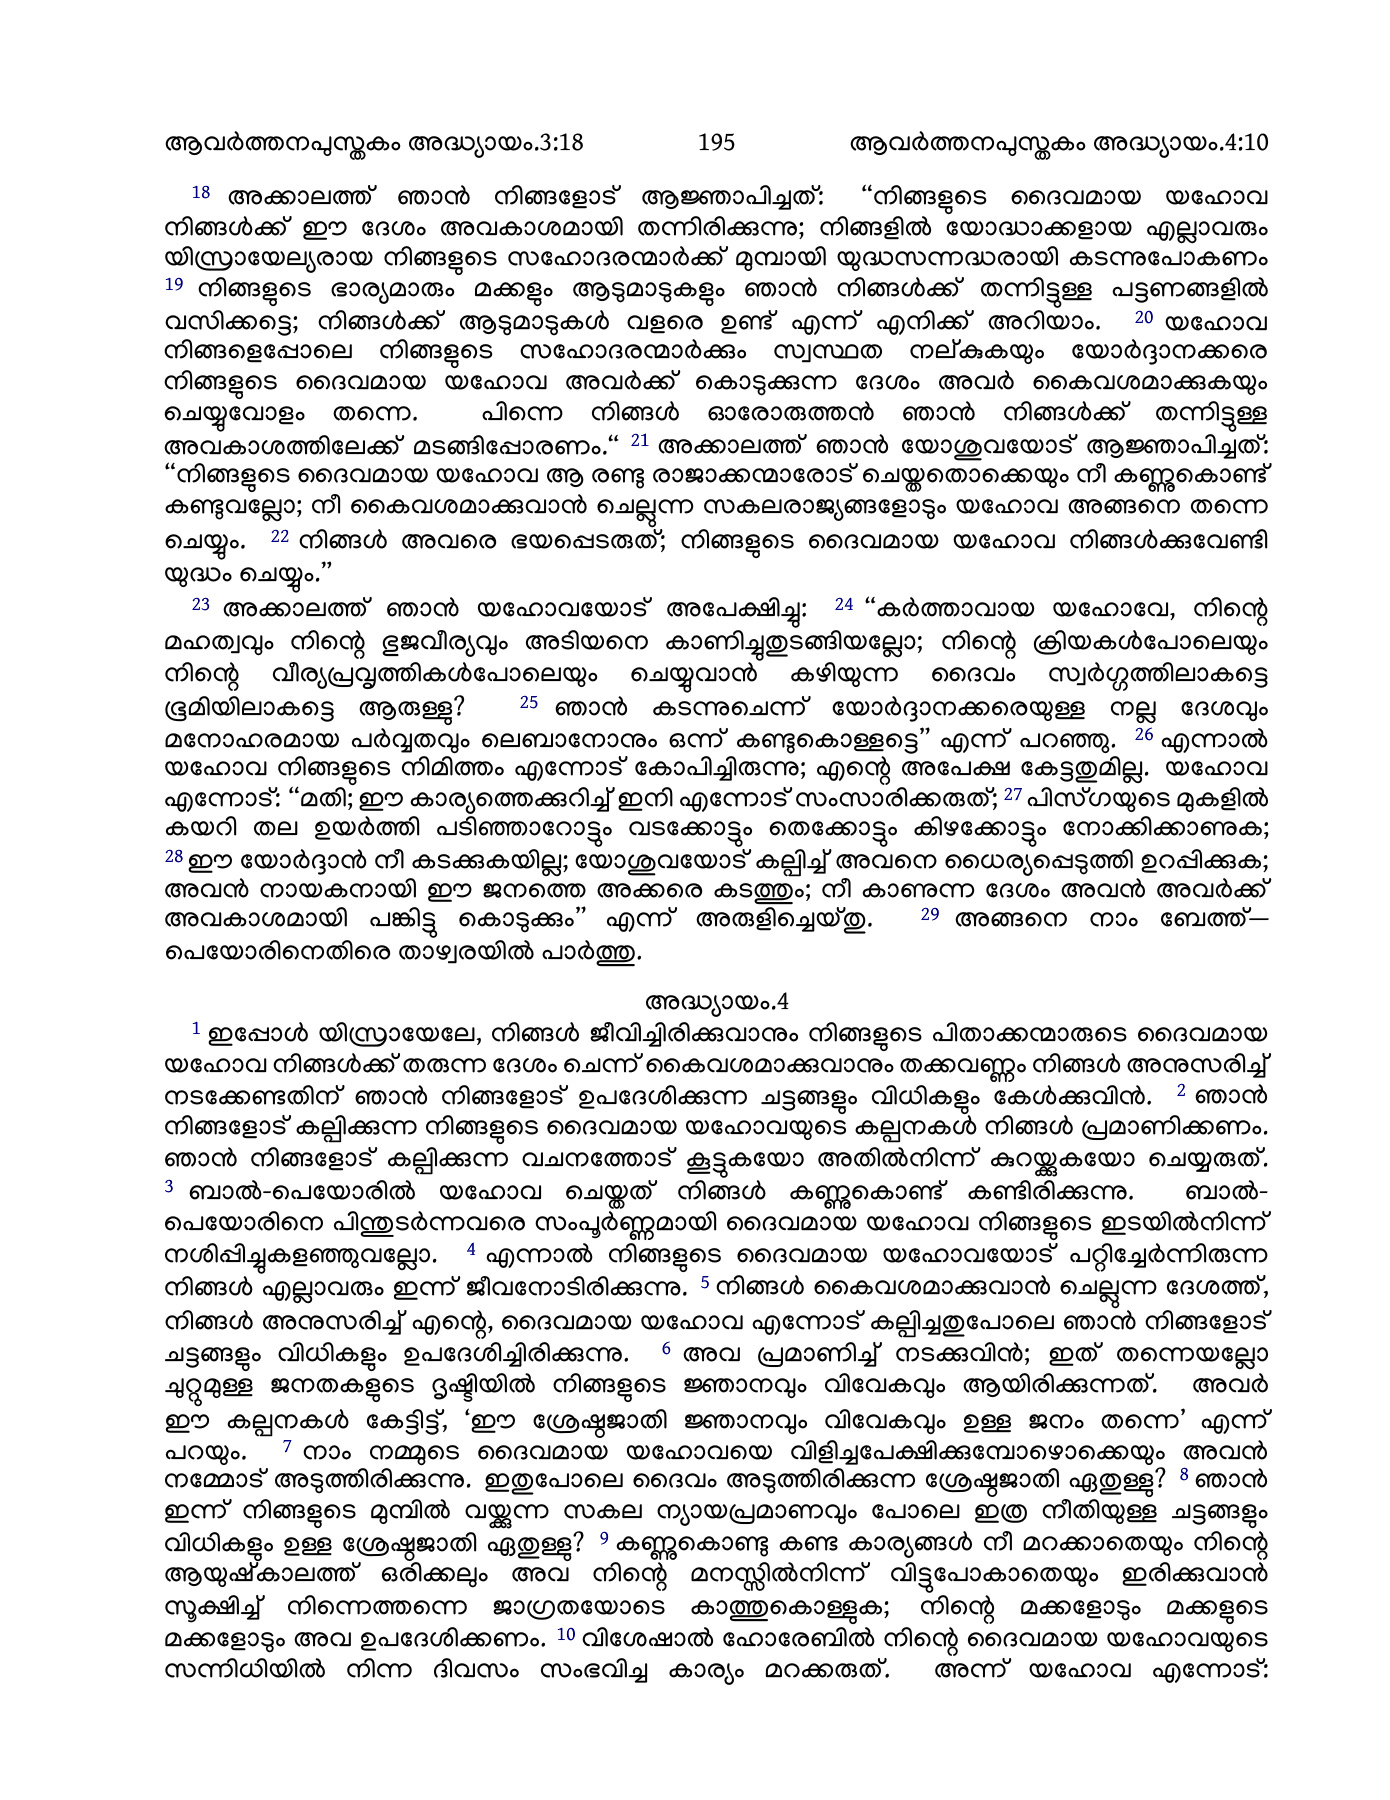 ആവർത്തനപുസ്തകം അദ്ധ്യായം.3:18 195 ആവർത്തനപുസ്തകം അദ്ധ്യായം.4:10
18 അക്കാലത്ത് ഞാൻ നിങ്ങളോട് ആജ്ഞാപിച്ചത്: “നിങ്ങളുടെ ദൈവമായ യഹോവ
നിങ്ങൾക്ക് ഈ ദേശം അവകാശമായി തന്നിരിക്കുന്നു; നിങ്ങളിൽ യോദ്ധാക്കളായ എല്ലാവരും
യിസ്രായേല്യരായ നിങ്ങളുടെ സഹോദരന്മാർക്ക് മുമ്പായി യുദ്ധസന്നദ്ധരായി കടന്നുപോകണം
19 നിങ്ങളുടെ ഭാര്യമാരും മക്കളും ആടുമാടുകളും ഞാൻ നിങ്ങൾക്ക് തന്നിട്ടുള്ള പട്ടണങ്ങളിൽ
വസിക്കട്ടെ; നിങ്ങൾക്ക് ആടുമാടുകൾ വളരെ ഉണ്ട് എന്ന് എനിക്ക് അറിയാം. 20 യഹോവ
നിങ്ങളെപ്പോലെ നിങ്ങളുടെ സഹോദരന്മാർക്കും സ്വസ്ഥത നല്കുകയും യോർദ്ദാനക്കരെ
നിങ്ങളുടെ ദൈവമായ യഹോവ അവർക്ക് കൊടുക്കുന്ന ദേശം അവർ കൈവശമാക്കുകയും
ചെയ്യുവോളം തന്നെ. പിന്നെ നിങ്ങൾ ഓരോരുത്തൻ ഞാൻ നിങ്ങൾക്ക് തന്നിട്ടുള്ള
അവകാശത്തിലേക്ക് മടങ്ങിപ്പോരണം.“ 21 അക്കാലത്ത് ഞാൻ യോശുവയോട് ആജ്ഞാപിച്ചത്:
“നിങ്ങളുടെ ദൈവമായ യഹോവ ആ രണ്ടു രാജാക്കന്മാരോട് ചെയ്തതൊക്കെയും നീ കണ്ണുകൊണ്ട്
കണ്ടുവല്ലോ; നീ കൈവശമാക്കുവാൻ ചെല്ലുന്ന സകലരാജ്യങ്ങളോടും യഹോവ അങ്ങനെ തന്നെ
ചെയ്യും. 22 നിങ്ങൾ അവരെ ഭയപ്പെടരുത്; നിങ്ങളുടെ ദൈവമായ യഹോവ നിങ്ങൾക്കുവേണ്ടി
യുദ്ധം ചെയ്യും.”
23 അക്കാലത്ത് ഞാൻ യഹോവയോട് അപേക്ഷിച്ചു: 24 “കർത്താവായ യഹോവേ, നിന്റെ
മഹത്വവും നിന്റെ ഭുജവീര്യവും അടിയനെ കാണിച്ചുതുടങ്ങിയല്ലോ; നിന്റെ ക്രിയകൾപോലെയും
നിന്റെ വീര്യപ്രവൃത്തികൾപോലെയും ചെയ്യുവാൻ കഴിയുന്ന ദൈവം സ്വർഗ്ഗത്തിലാകട്ടെ
ഭൂമിയിലാകട്ടെ ആരുള്ളു? 25 ഞാൻ കടന്നുചെന്ന് യോർദ്ദാനക്കരെയുള്ള നല്ല ദേശവും
മനോഹരമായ പർവ്വതവും ലെബാനോനും ഒന്ന് കണ്ടുകൊള്ളട്ടെ” എന്ന് പറഞ്ഞു. 26 എന്നാൽ
യഹോവ നിങ്ങളുടെ നിമിത്തം എന്നോട് കോപിച്ചിരുന്നു; എന്റെ അപേക്ഷ കേട്ടതുമില്ല. യഹോവ
എന്നോട്: “മതി; ഈ കാര്യത്തെക്കുറിച്ച് ഇനി എന്നോട് സംസാരിക്കരുത്; 27 പിസ്ഗയുടെ മുകളിൽ
കയറി തല ഉയർത്തി പടിഞ്ഞാറോട്ടും വടക്കോട്ടും തെക്കോട്ടും കിഴക്കോട്ടും നോക്കിക്കാണുക;
28 ഈ യോർദ്ദാൻ നീ കടക്കുകയില്ല; യോശുവയോട് കല്പിച്ച് അവനെ ധൈര്യപ്പെടുത്തി ഉറപ്പിക്കുക;
അവൻ നായകനായി ഈ ജനത്തെ അക്കരെ കടത്തും; നീ കാണുന്ന ദേശം അവൻ അവർക്ക്
അവകാശമായി പങ്കിട്ടു കൊടുക്കും” എന്ന് അരുളിച്ചെയ്തു. 29 അങ്ങനെ നാം ബേത്ത്—
പെയോരിനെതിരെ താഴ്വരയിൽ പാർത്തു.
അദ്ധ്യായം.4
1 ഇപ്പോൾ യിസ്രായേലേ, നിങ്ങൾ ജീവിച്ചിരിക്കുവാനും നിങ്ങളുടെ പിതാക്കന്മാരുടെ ദൈവമായ
യഹോവ നിങ്ങൾക്ക് തരുന്ന ദേശം ചെന്ന് കൈവശമാക്കുവാനും തക്കവണ്ണം നിങ്ങൾ അനുസരിച്ച്
നടക്കേണ്ടതിന് ഞാൻ നിങ്ങളോട് ഉപദേശിക്കുന്ന ചട്ടങ്ങളും വിധികളും കേൾക്കുവിൻ. 2 ഞാൻ
നിങ്ങളോട് കല്പിക്കുന്ന നിങ്ങളുടെ ദൈവമായ യഹോവയുടെ കല്പനകൾ നിങ്ങൾ പ്രമാണിക്കണം.
ഞാൻ നിങ്ങളോട് കല്പിക്കുന്ന വചനത്തോട് കൂട്ടുകയോ അതിൽനിന്ന് കുറയ്ക്കുകയോ ചെയ്യരുത്.
3 ബാൽ-പെയോരിൽ യഹോവ ചെയ്തത് നിങ്ങൾ കണ്ണുകൊണ്ട് കണ്ടിരിക്കുന്നു. ബാൽ-
പെയോരിനെ പിന്തുടർന്നവരെ സംപൂർണ്ണമായി ദൈവമായ യഹോവ നിങ്ങളുടെ ഇടയിൽനിന്ന്
നശിപ്പിച്ചുകളഞ്ഞുവല്ലോ. 4 എന്നാൽ നിങ്ങളുടെ ദൈവമായ യഹോവയോട് പറ്റിച്ചേർന്നിരുന്ന
നിങ്ങൾ എല്ലാവരും ഇന്ന് ജീവനോടിരിക്കുന്നു. 5 നിങ്ങൾ കൈവശമാക്കുവാൻ ചെല്ലുന്ന ദേശത്ത്,
നിങ്ങൾ അനുസരിച്ച് എന്റെ, ദൈവമായ യഹോവ എന്നോട് കല്പിച്ചതുപോലെ ഞാൻ നിങ്ങളോട്
ചട്ടങ്ങളും വിധികളും ഉപദേശിച്ചിരിക്കുന്നു. 6 അവ പ്രമാണിച്ച് നടക്കുവിൻ; ഇത് തന്നെയല്ലോ
ചുറ്റുമുള്ള ജനതകളുടെ ദൃഷ്ടിയിൽ നിങ്ങളുടെ ജ്ഞാനവും വിവേകവും ആയിരിക്കുന്നത്. അവർ
ഈ കല്പനകൾ കേട്ടിട്ട്, ‘ഈ ശ്രേഷ്ഠജാതി ജ്ഞാനവും വിവേകവും ഉള്ള ജനം തന്നെ’ എന്ന്
പറയും. 7 നാം നമ്മുടെ ദൈവമായ യഹോവയെ വിളിച്ചപേക്ഷിക്കുമ്പോഴൊക്കെയും അവൻ
നമ്മോട് അടുത്തിരിക്കുന്നു. ഇതുപോലെ ദൈവം അടുത്തിരിക്കുന്ന ശ്രേഷ്ഠജാതി ഏതുള്ളു? 8 ഞാൻ
ഇന്ന് നിങ്ങളുടെ മുമ്പിൽ വയ്ക്കുന്ന സകല ന്യായപ്രമാണവും പോലെ ഇത്ര നീതിയുള്ള ചട്ടങ്ങളും
വിധികളും ഉള്ള ശ്രേഷ്ഠജാതി ഏതുള്ളു? 9 കണ്ണുകൊണ്ടു കണ്ട കാര്യങ്ങൾ നീ മറക്കാതെയും നിന്റെ
ആയുഷ്കാലത്ത് ഒരിക്കലും അവ നിന്റെ മനസ്സിൽനിന്ന് വിട്ടുപോകാതെയും ഇരിക്കുവാൻ
സൂക്ഷിച്ച് നിന്നെത്തന്നെ ജാഗ്രതയോടെ കാത്തുകൊള്ളുക; നിന്റെ മക്കളോടും മക്കളുടെ
മക്കളോടും അവ ഉപദേശിക്കണം. 10 വിശേഷാൽ ഹോരേബിൽ നിന്റെ ദൈവമായ യഹോവയുടെ
സന്നിധിയിൽ നിന്ന ദിവസം സംഭവിച്ച കാര്യം മറക്കരുത്. അന്ന് യഹോവ എന്നോട്: